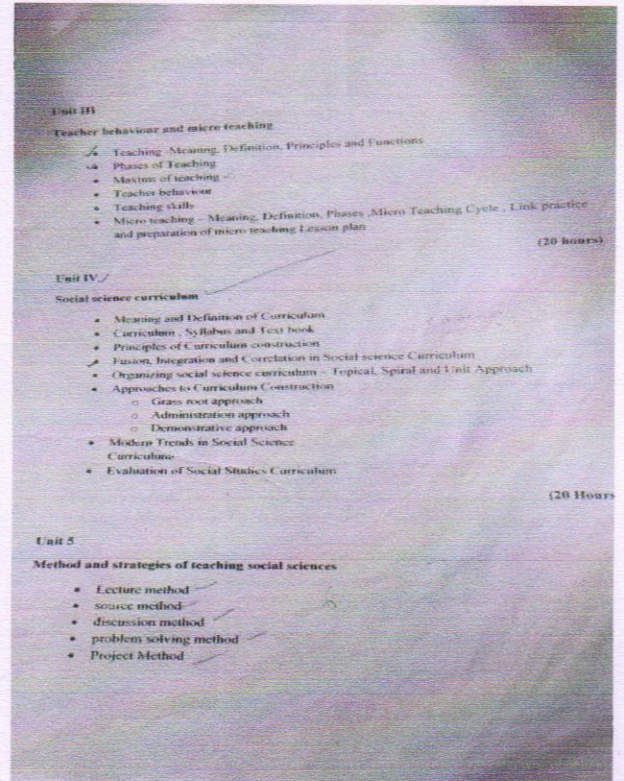 Unit III
Teacher behaviour and micro teaching
Teaching -Meaning, Definition, Principles and Functions
Phases of Teaching
Maxims of teaching -
Teacher behaviour
Teaching skills
Micro teaching – Meaning, Definition, Phases ,Micro Teaching Cycle , Link practice
and preparation of micro teaching Lesson plan
(20 hours)
Unit IV
Social science curriculum
Meaning and Definition of Curriculum
Curriculum , Syllabus and Text book
Principles of Curriculum construction
Fusion, Integration and Correlation in Social science Curriculum
Organizing social science curriculum – Topical, Spiral and Unit Approach
Approaches to Curriculum Construction
Grass root approach
Administration approach
Demonstrative approach
Modern Trends in Social Science
Curriculum
Evaluation of Social Studies Curriculum
(20 Hours
Unit 5
Method and strategies of teaching social sciences
Lecture method
source method
discussion method
problem solving method
Project Method